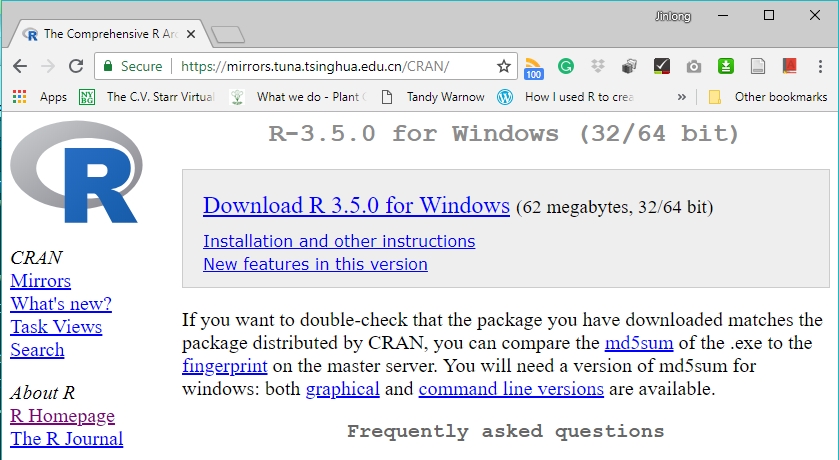 Jinlong
The Comprehensive R Arc
Secure https://mirrors.tuna.tsinghua.edu.cn/CRAN/
100
Apps NY BG The C.V. Starr Virtual What we do - Plant C Tandy Warnow How I used R to crea » Other bookmarks
R-3.5.0 for Windows (32/64 bit)
R
Download R 3.5.0 for Windows (62 megabytes, 32/64 bit)
Installation and other instructions
New features in this version
CRAN
Mirrors
What's new?
Task Views
Search
If you want to double-check that the package you have downloaded matches the
package distributed by CRAN, you can compare the md5sum of the .exe to the
fingerprint on the master server. You will need a version of md5sum for
windows: both graphical and command line versions are available.
About R
R Homepage
The R Journal
Frequently asked questions